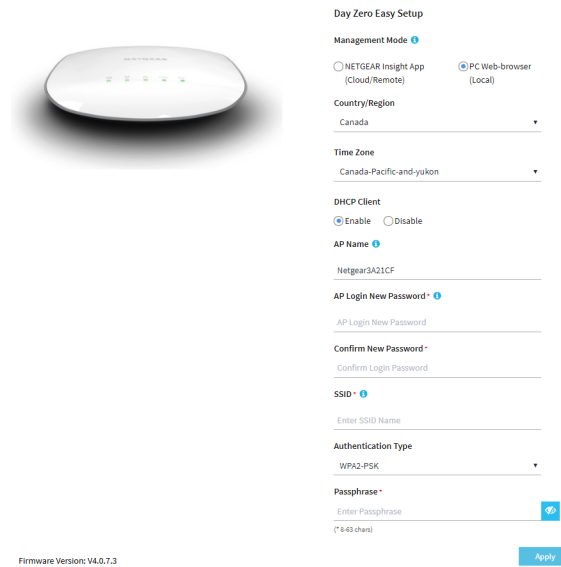 NETGEAR
Day Zero Easy Setup
Management Mode
NETGEAR Insight App
(Cloud/Remote)
PC Web-browser
(Local)
Country/Region
Canada
Time Zone
Canada-Pacific-and-yukon
DHCP Client
Enable
Disable
AP Name
Netgear3A21CF
AP Login New Password *
AP Login New Password
Confirm New Password *
Confirm Login Password
SSID *
Enter SSID Name
Authentication Type
WPA2-PSK
Passphrase *
Enter Passphrase
(* 8-63 chars)
Firmware Version: V4.0.7.3
Apply